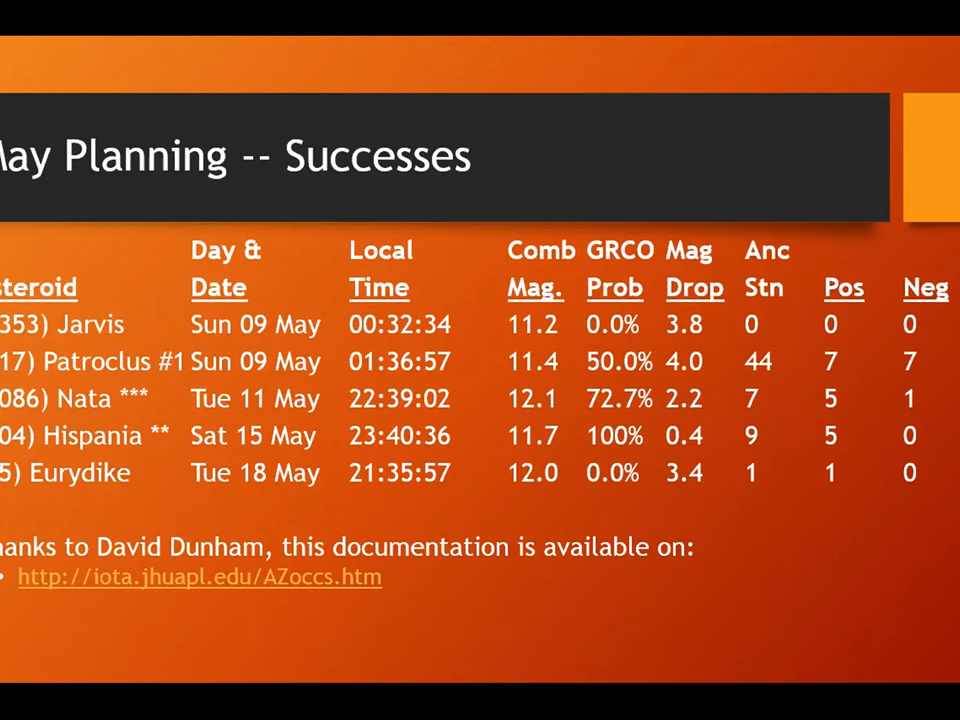 May Planning -- Successes
Day & Local Comb GRCO Mag Anc
steroid Date Time Mag. Prob Drop Stn Pos Neg
353) Jarvis Sun 09 May 00:32:34 11.2 0.0% 3.8 0 0 0
17) Patroclus #1 Sun 09 May 01:36:57 11.4 50.0% 4.0 44 7 7
086) Nata *** Tue 11 May 22:39:02 12.1 72.7% 2.2 7 5 1
04) Hispania ** Sat 15 May 23:40:36 11.7 100% 0.4 9 5 0
5) Eurydike Tue 18 May 21:35:57 12.0 0.0% 3.4 1 1 0
hanks to David Dunham, this documentation is available on:
• http://iota.jhuapl.edu/AZoccs.htm